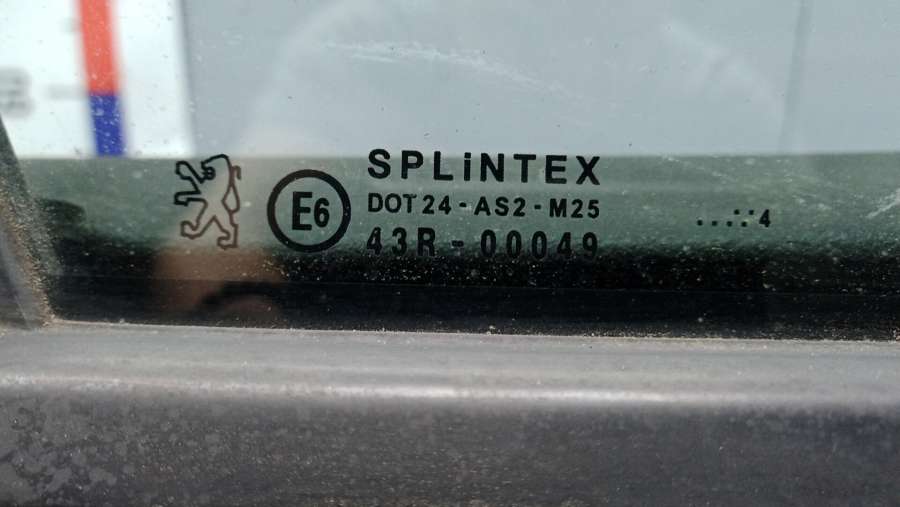 SPLiNTEX
E6
DOT 24 - AS2 - M25
43R - 00049
...:∴:4